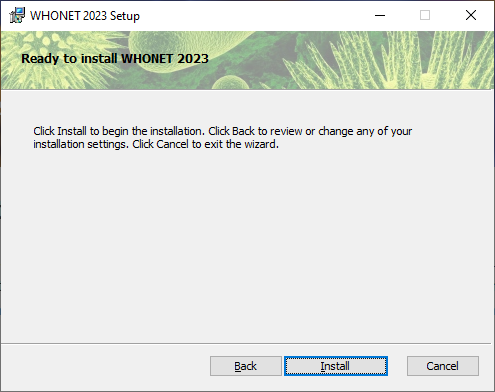 WHONET 2023 Setup
Ready to install WHONET 2023
Click Install to begin the installation. Click Back to review or change any of your
installation settings. Click Cancel to exit the wizard.
Back
Install
Cancel